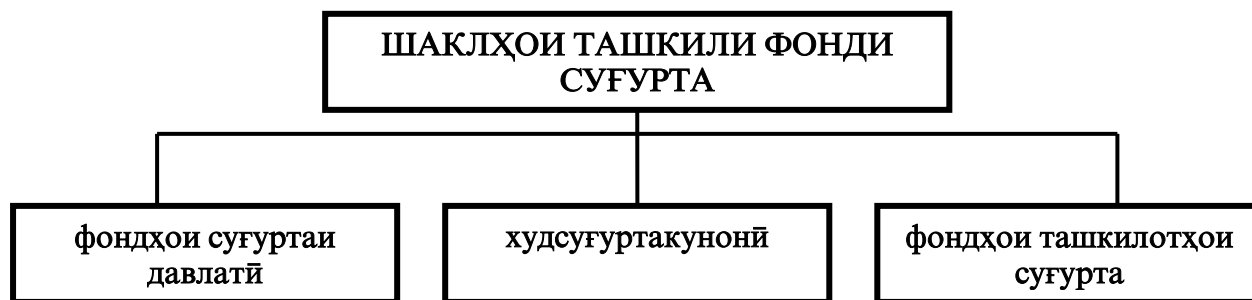 ШАКЛҲОИ ТАШКИЛИ ФОНДИ
СУҒУРТА
фондҳои суғуртаи
давлатӣ
худсуғуртакунонӣ
фондҳои ташкилотҳои
суғурта